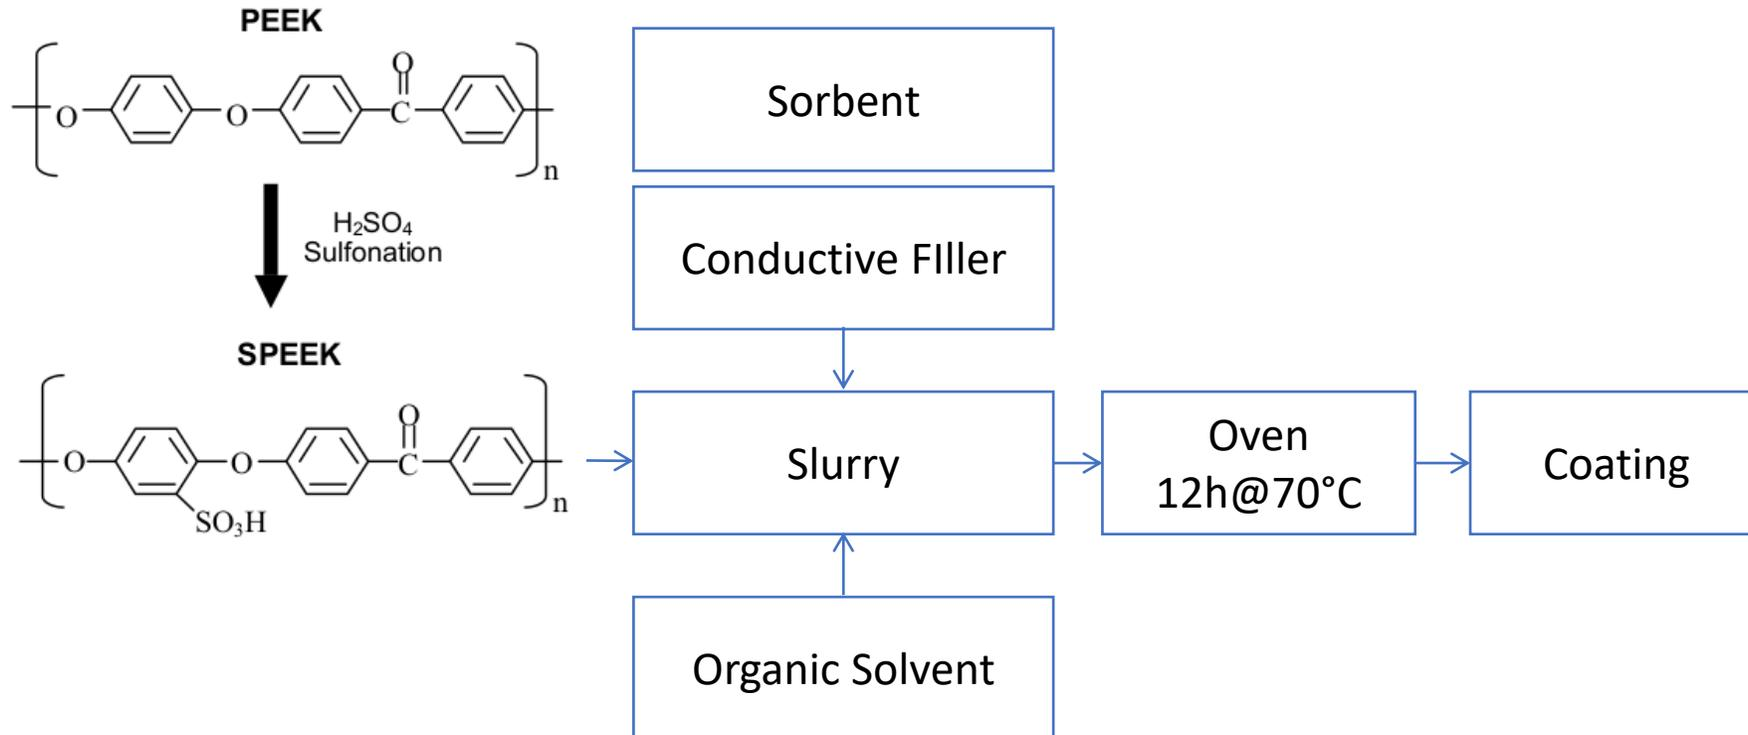 PEEK
O
O
O
C
n
H₂SO₄
Sulfonation
SPEEK
O
O
O
C
n
SO₃H
Sorbent
Conductive FIller
Slurry
Organic Solvent
Oven
12h@70°C
Coating